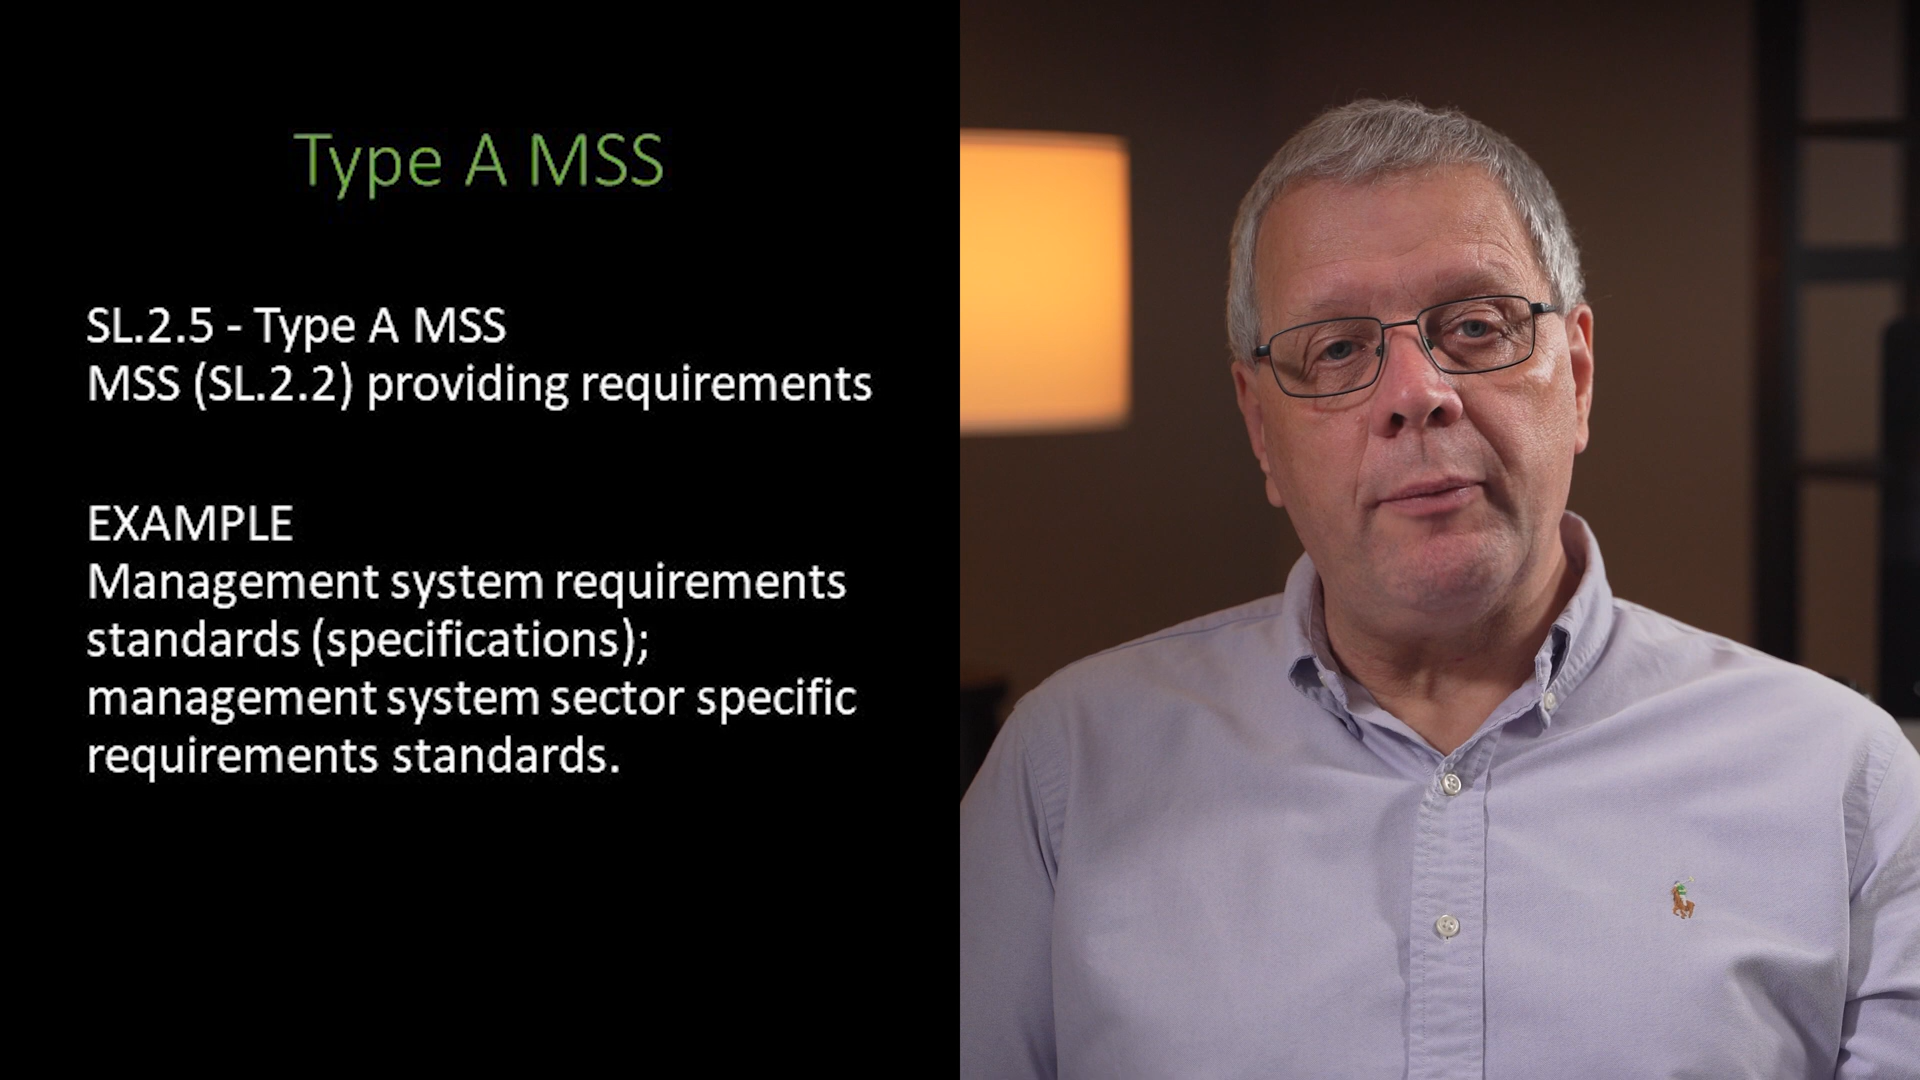 Type A MSS
SL.2.5 - Type A MSS
MSS (SL.2.2) providing requirements
EXAMPLE
Management system requirements
standards (specifications);
management system sector specific
requirements standards.